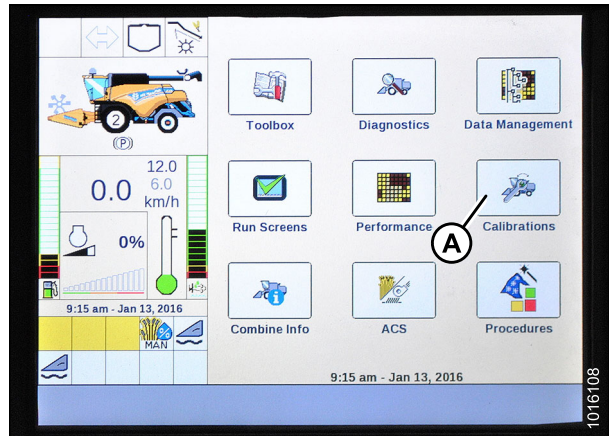 2
(P)
12.0
6.0
0.0
km/h
0%
9:15 am - Jan 13, 2016
MAN
Toolbox
Diagnostics
Data Management
Run Screens
Performance
Calibrations
A
Combine Info
ACS
Procedures
9:15 am - Jan 13, 2016
1016108